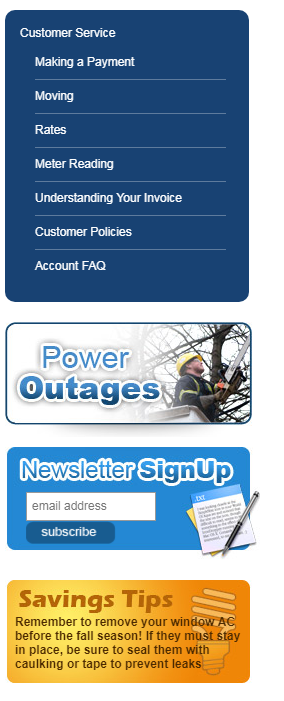 Customer Service
Making a Payment
Moving
Rates
Meter Reading
Understanding Your Invoice
Customer Policies
Account FAQ
Power
Outages
Newsletter SignUp
email address
.txt
subscribe
Savings Tips
Remember to remove your window AC
before the fall season! If they must stay
in place, be sure to seal them with
caulking or tape to prevent leaks